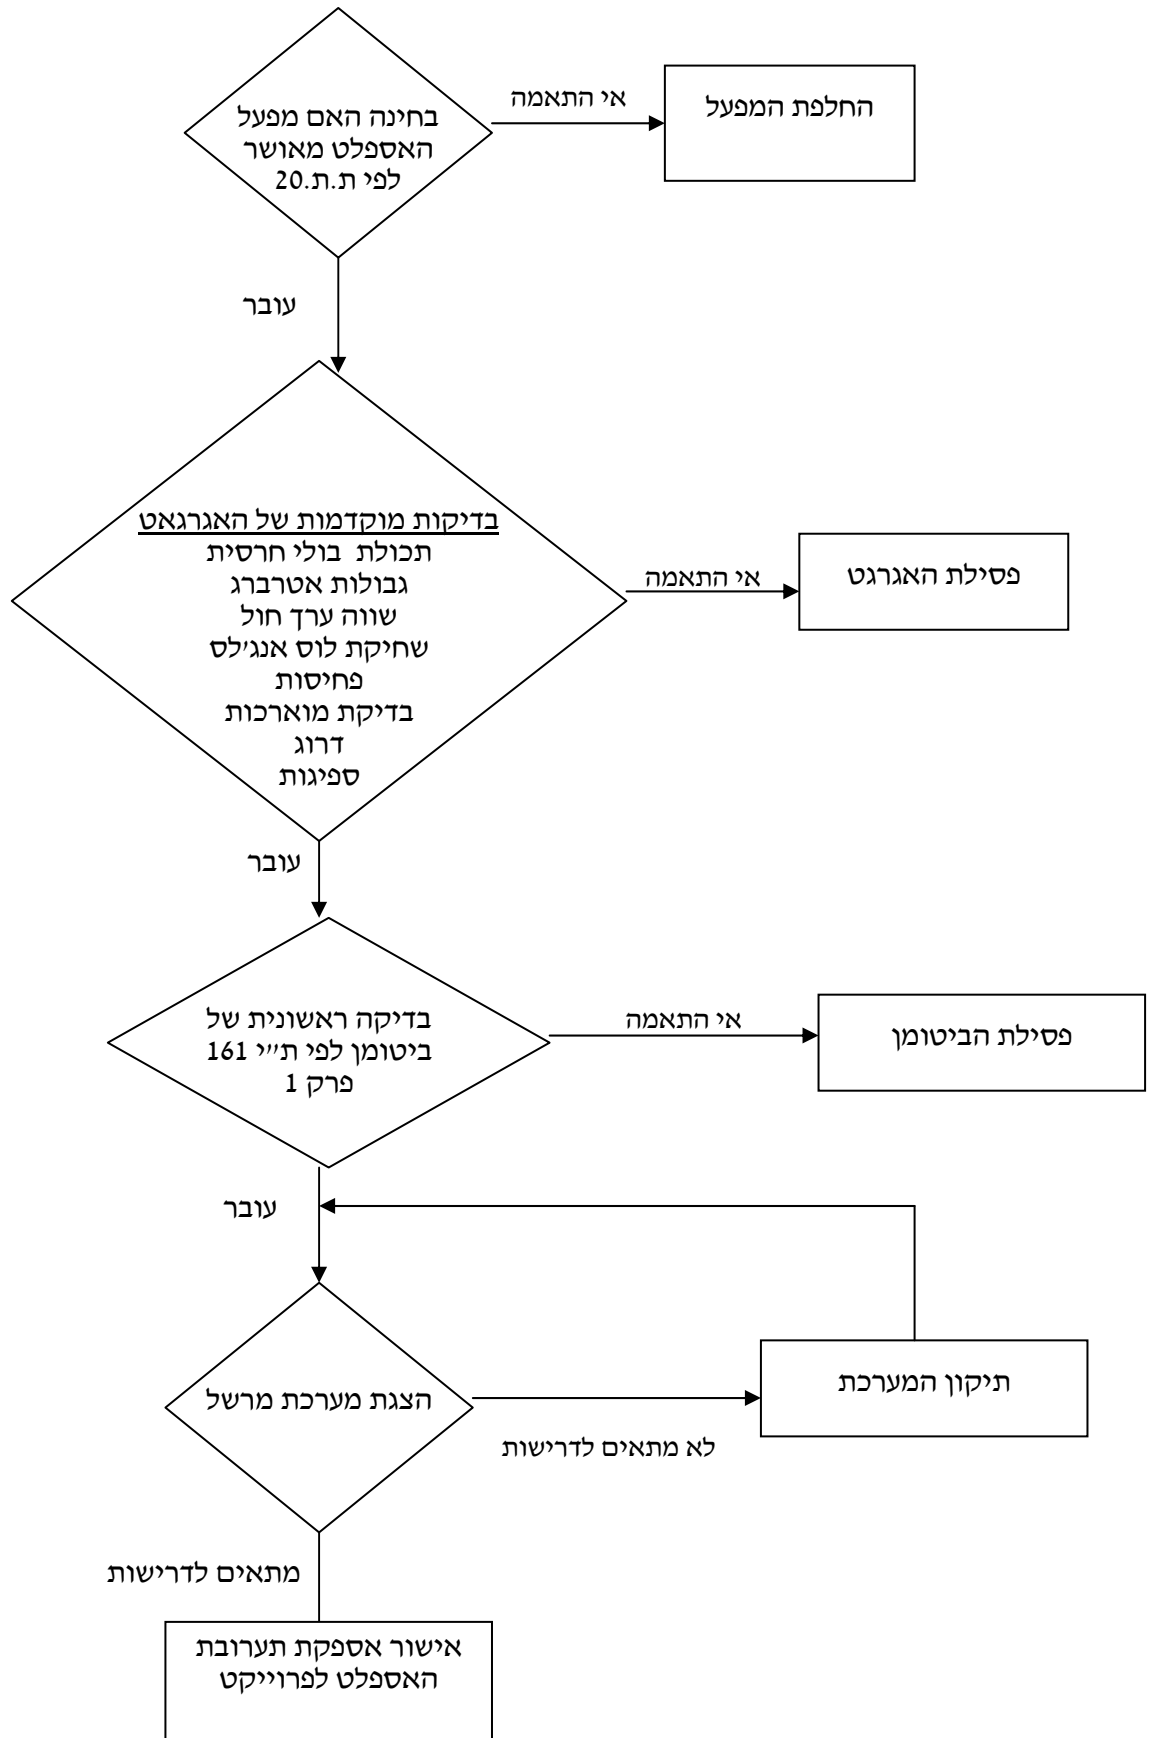 בחינה האם מפעל
האספלט מאושר
לפי ת.ת.20
אי התאמה
החלפת המפעל
עובר
בדיקות מוקדמות של האגרגאט
תכולת בולי חרסית
גבולות אטרברג
שווה ערך חול
שחיקת לוס אנג'לס
פחיסות
בדיקת מוארכות
דרוג
ספיגות
אי התאמה
פסילת האגרגט
עובר
בדיקה ראשונית של
ביטומן לפי ת"י 161
פרק 1
אי התאמה
פסילת הביטומן
עובר
הצגת מערכת מרשל
לא מתאים לדרישות
תיקון המערכת
מתאים לדרישות
אישור אספקת תערובת
האספלט לפרוייקט